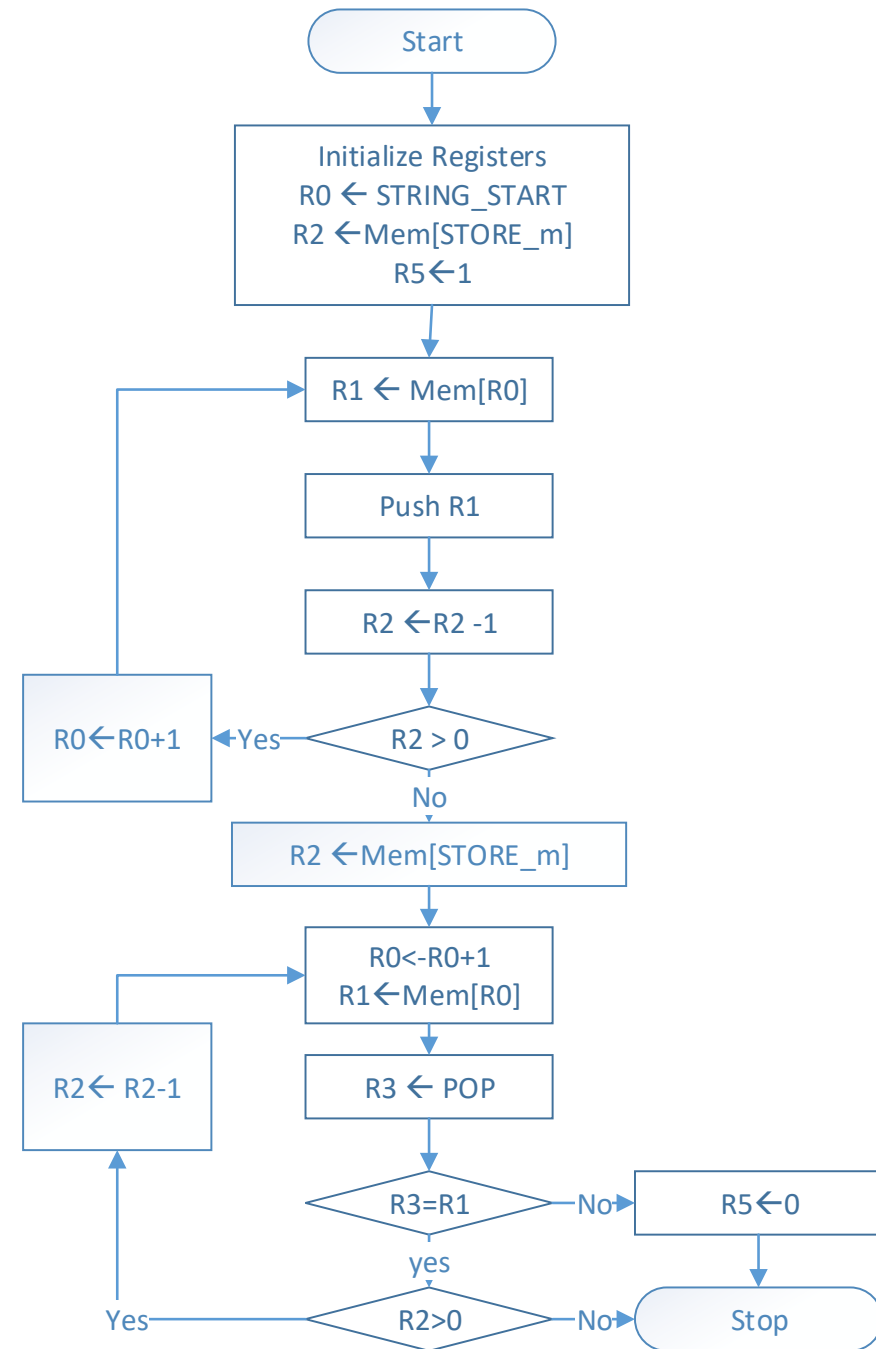 Start
Initialize Registers
R0 ← STRING_START
R2 ←Mem[STORE_m]
R5←1
R1 ← Mem[R0]
Push R1
R2 ←R2 -1
R0←R0+1
Yes
R2 > 0
No
R2 ←Mem[STORE_m]
R0<-R0+1
R1←Mem[R0]
R2← R2-1
R3 ← POP
R3=R1
No
R5←0
yes
Yes
R2>0
No
Stop